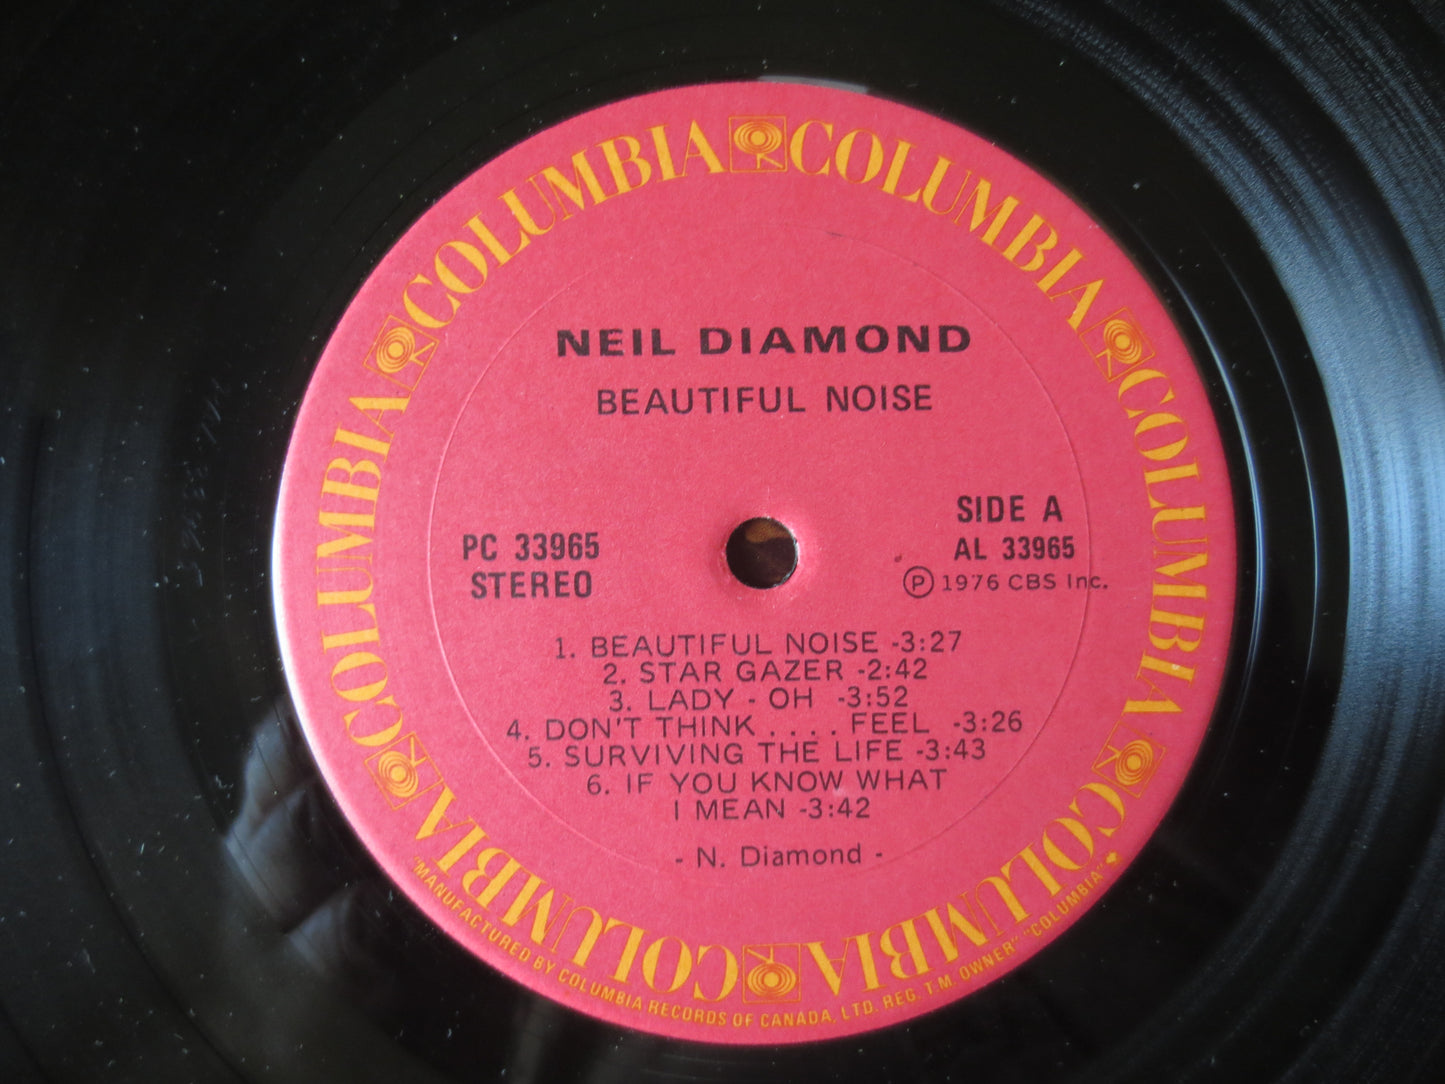 COLUMBIA COLUMBIA COLUMBIA COLUMBIA COLUMBIA COLUMBIA COLUMBIA COLUMBIA
NEIL DIAMOND
BEAUTIFUL NOISE
PC 33965
STEREO
SIDE A
AL 33965
Ⓟ 1976 CBS Inc.
1. BEAUTIFUL NOISE -3:27
2. STAR GAZER -2:42
3. LADY - OH -3:52
4. DON'T THINK . . . . FEEL -3:26
5. SURVIVING THE LIFE -3:43
6. IF YOU KNOW WHAT
I MEAN -3:42
- N. Diamond -
"MANUFACTURED BY COLUMBIA RECORDS OF CANADA, LTD. REG. T.M. OWNER" "COLUMBIA"